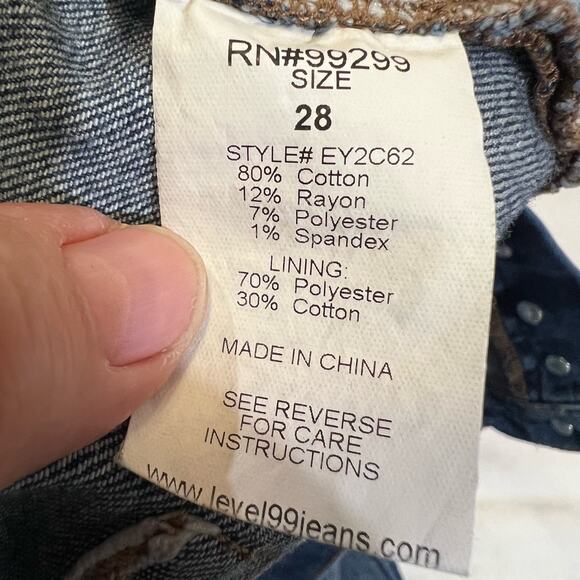 RN#99299
SIZE
28
STYLE# EY2C62
80% Cotton
12% Rayon
7% Polyester
1% Spandex
LINING:
70% Polyester
30% Cotton
MADE IN CHINA
SEE REVERSE
FOR CARE
INSTRUCTIONS
www.level99jeans.com